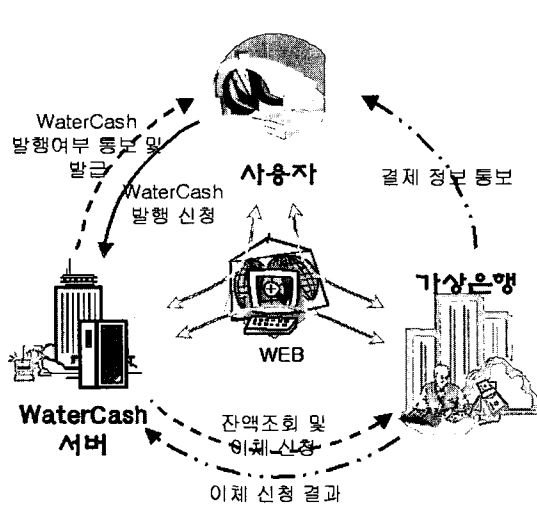 WaterCash
발행여부 통보 및
발급
WaterCash
발행 신청
사용자
결제 정보 통보
가상은행
WEB
WaterCash
서버
잔액조회 및
이체 신청
이체 신청 결과